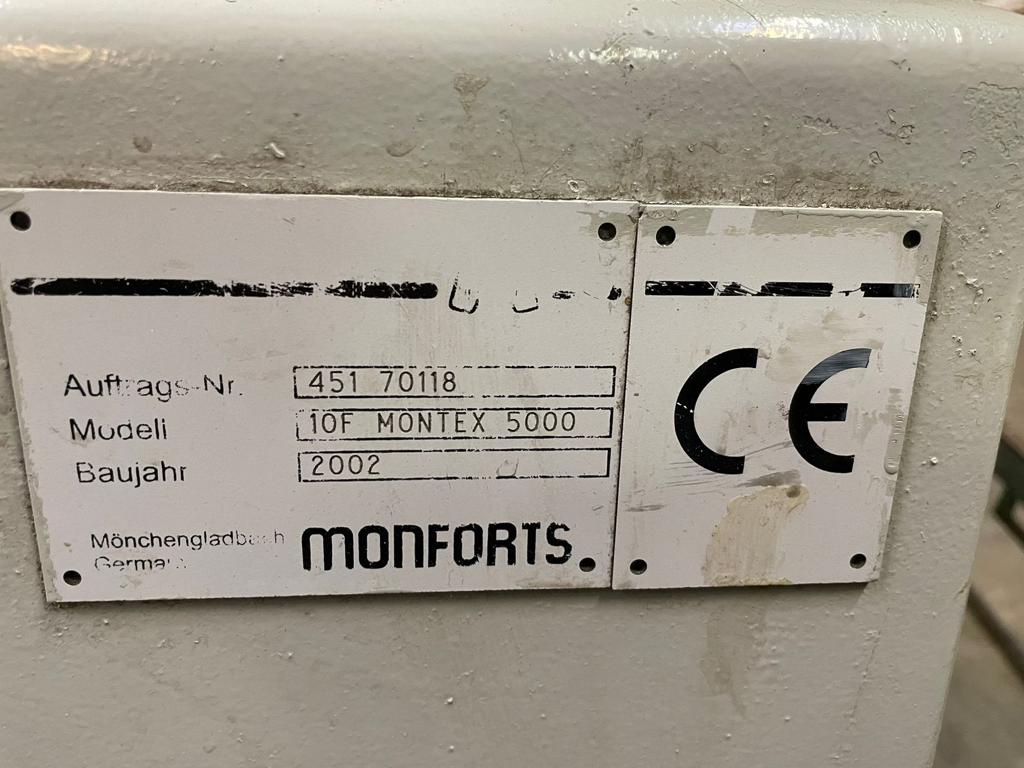 Auftrags-Nr. 451 70118
Modell 10F MONTEX 5000
Baujahr 2002
Mönchengladbach
Germany
MONFORTS
CE